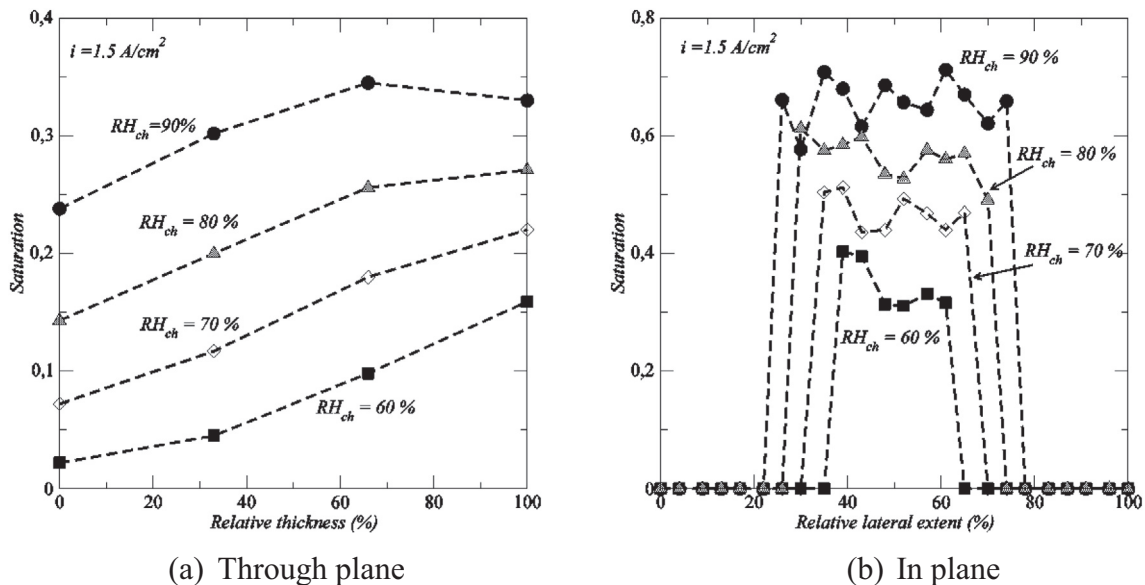 0,4
i =1.5 A/cm²
0,3
RH_ch=90%
Saturation
0,2
RH_ch = 80 %
RH_ch = 70 %
0,1
RH_ch = 60 %
0
0 20 40 60 80 100
Relative thickness (%)
(a) Through plane
0,8
i =1.5 A/cm²
RH_ch = 90 %
0,6
RH_ch = 80 %
Saturation
0,4
RH_ch = 70 %
RH_ch = 60 %
0,2
0
0 20 40 60 80 100
Relative lateral extent (%)
(b) In plane